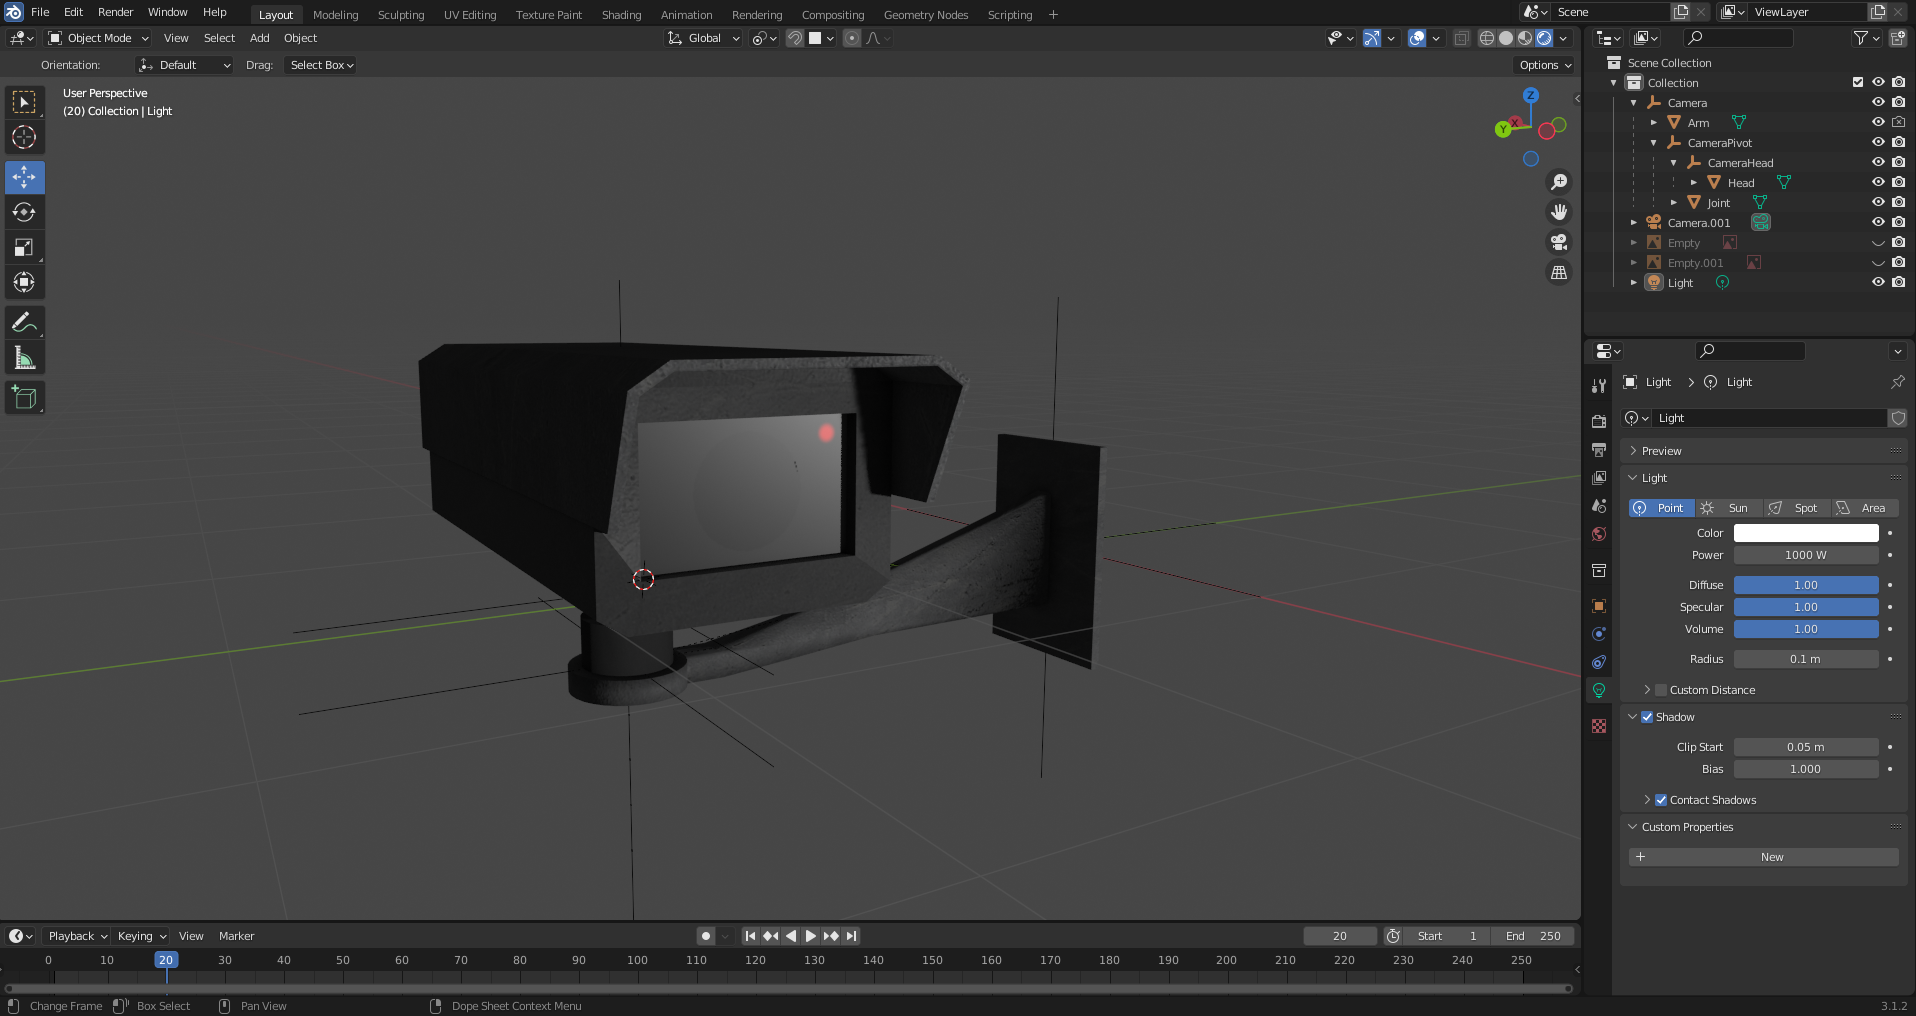 File Edit Render Window Help Layout Modeling Sculpting UV Editing Texture Paint Shading Animation Rendering Compositing Geometry Nodes Scripting + Scene ViewLayer
Object Mode View Select Add Object Global
Orientation: Default Drag: Select Box Options
User Perspective
(20) Collection | Light
Z
Y
X
Scene Collection
Collection
Camera
Arm
CameraPivot
CameraHead
Head
Joint
Camera.001
Empty
Empty.001
Light
Light > Light
Light
Preview
Light
Point Sun Spot Area
Color
Power 1000 W
Diffuse 1.00
Specular 1.00
Volume 1.00
Radius 0.1 m
Custom Distance
Shadow
Clip Start 0.05 m
Bias 1.000
Contact Shadows
Custom Properties
+ New
Playback Keying View Marker 20 Start 1 End 250
0 10 20 30 40 50 60 70 80 90 100 110 120 130 140 150 160 170 180 190 200 210 220 230 240 250
Change Frame Box Select Pan View Dope Sheet Context Menu 3.1.2